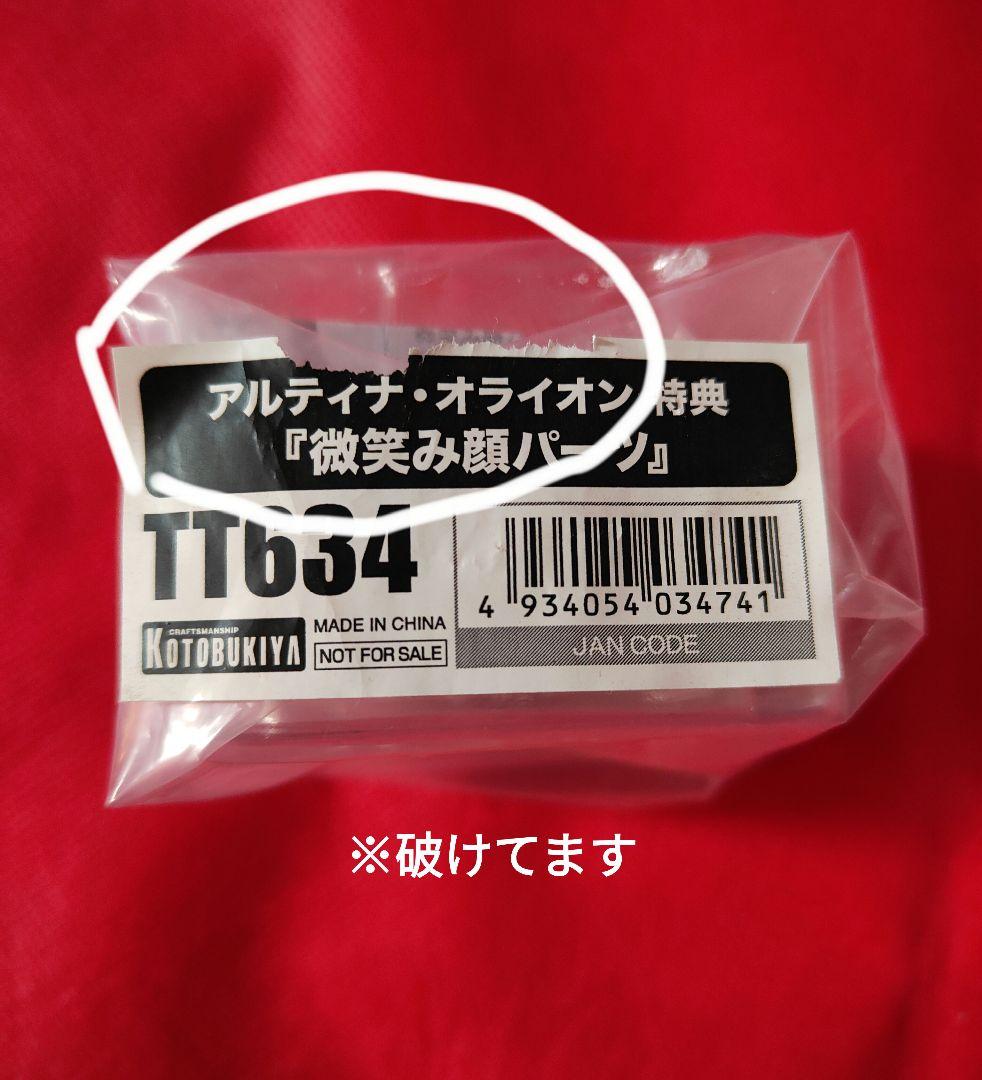 アルティナ・オライオン 特典
『微笑み顔パーツ』
TT634
CRAFTSMANSHIP
KOTOBUKIYA
MADE IN CHINA
NOT FOR SALE
4 934054 034741
JAN CODE
※破けてます